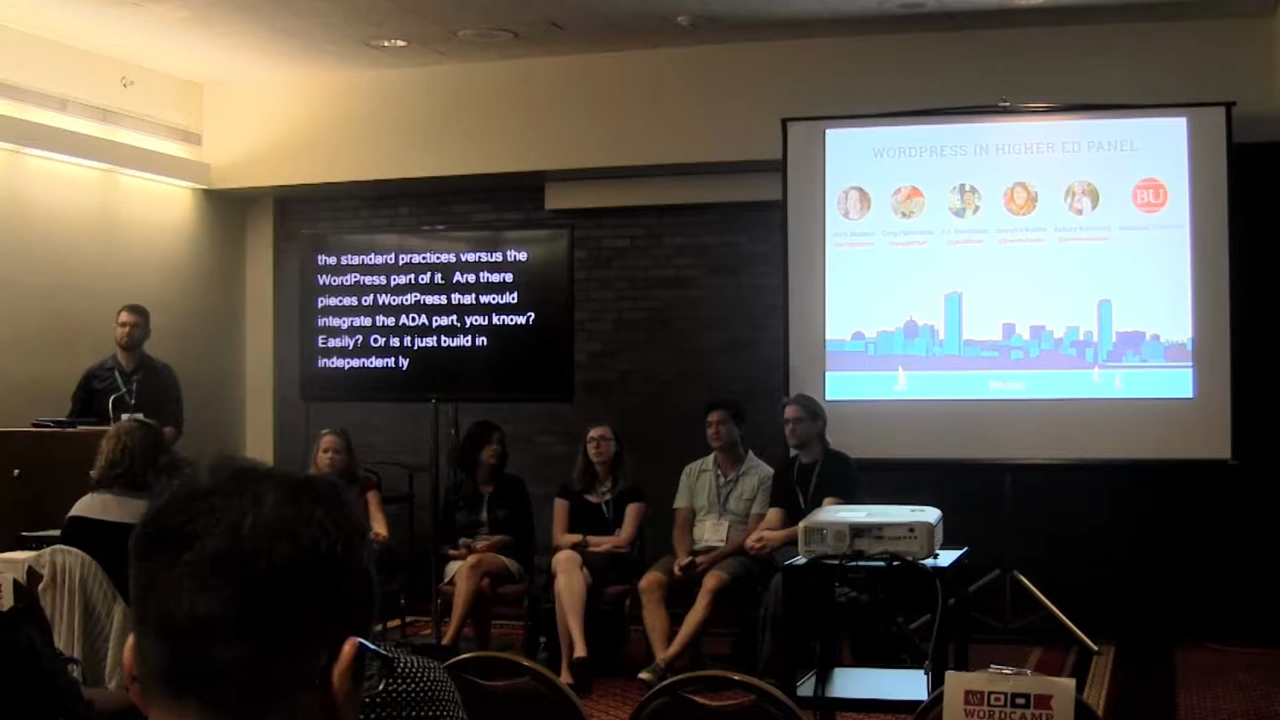 the standard practices versus the
WordPress part of it.  Are there
pieces of WordPress that would
integrate the ADA part, you know?
Easily?  Or is it just build in
independent ly
WORDPRESS IN HIGHER ED PANEL
BU
WORDCAMP